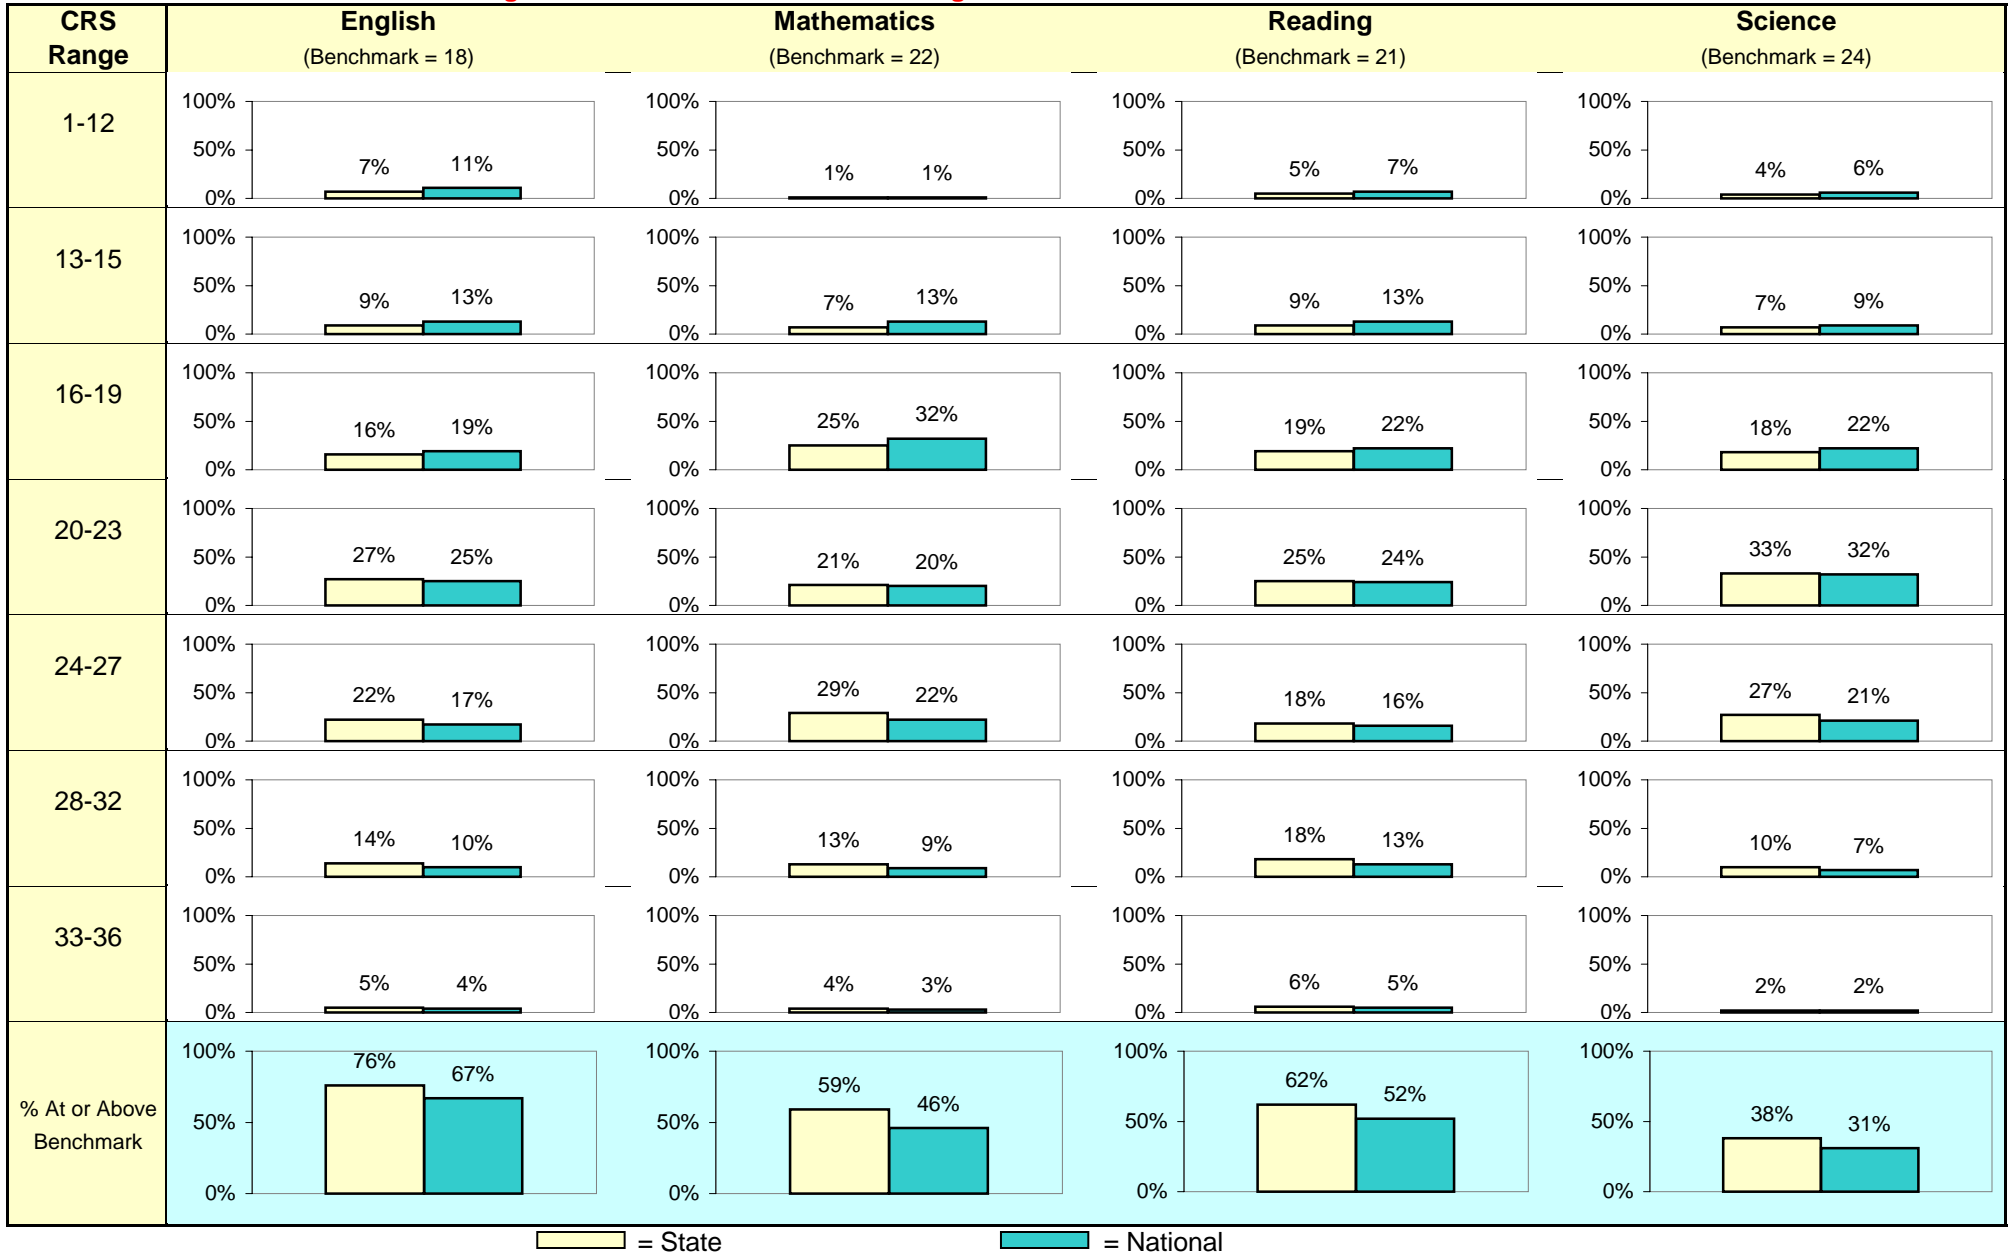 CRS English Mathematics Reading Science
Range (Benchmark = 18) (Benchmark = 22) (Benchmark = 21) (Benchmark = 24)
1-12
100% 100% 100% 100%
50% 50% 50% 50%
7% 11% 1% 1% 5% 7% 4% 6%
0% 0% 0% 0%
13-15
100% 100% 100% 100%
50% 50% 50% 50%
9% 13% 7% 13% 9% 13% 7% 9%
0% 0% 0% 0%
16-19
100% 100% 100% 100%
50% 50% 50% 50%
16% 19% 25% 32% 19% 22% 18% 22%
0% 0% 0% 0%
20-23
100% 100% 100% 100%
50% 50% 50% 50%
27% 25% 21% 20% 25% 24% 33% 32%
0% 0% 0% 0%
24-27
100% 100% 100% 100%
50% 50% 50% 50%
22% 17% 29% 22% 18% 16% 27% 21%
0% 0% 0% 0%
28-32
100% 100% 100% 100%
50% 50% 50% 50%
14% 10% 13% 9% 18% 13% 10% 7%
0% 0% 0% 0%
33-36
100% 100% 100% 100%
50% 50% 50% 50%
5% 4% 4% 3% 6% 5% 2% 2%
0% 0% 0% 0%
% At or Above
Benchmark
100% 100% 100% 100%
76% 67% 59% 46% 62% 52% 38% 31%
50% 50% 50% 50%
0% 0% 0% 0%
= State = National